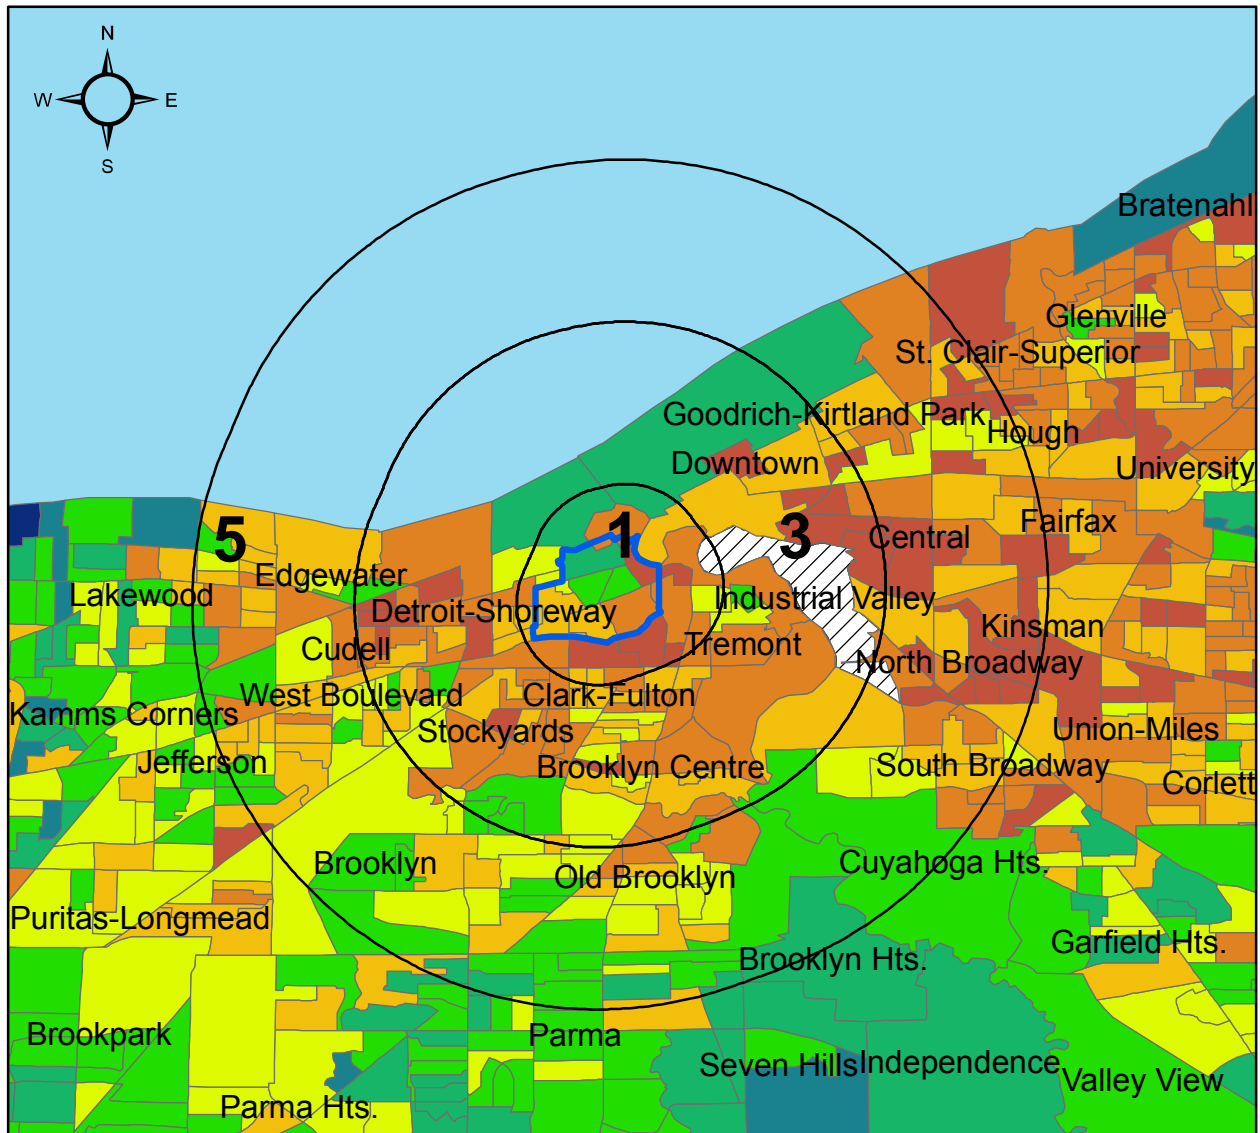 N
W E
S
Bratenahl
Glenville
St. Clair-Superior
Goodrich-Kirtland Park
Hough
Downtown
University
5 1 3
Fairfax
Central
Edgewater
Lakewood
Detroit-Shoreway
Industrial Valley
Kinsman
Cudell
Tremont
North Broadway
West Boulevard
Clark-Fulton
Kamms Corners
Stockyards
Union-Miles
Jefferson
Brooklyn Centre
South Broadway
Corlett
Brooklyn
Old Brooklyn
Cuyahoga Hts.
Puritas-Longmead
Garfield Hts.
Brooklyn Hts.
Brookpark
Parma
Seven Hills
Independence
Valley View
Parma Hts.